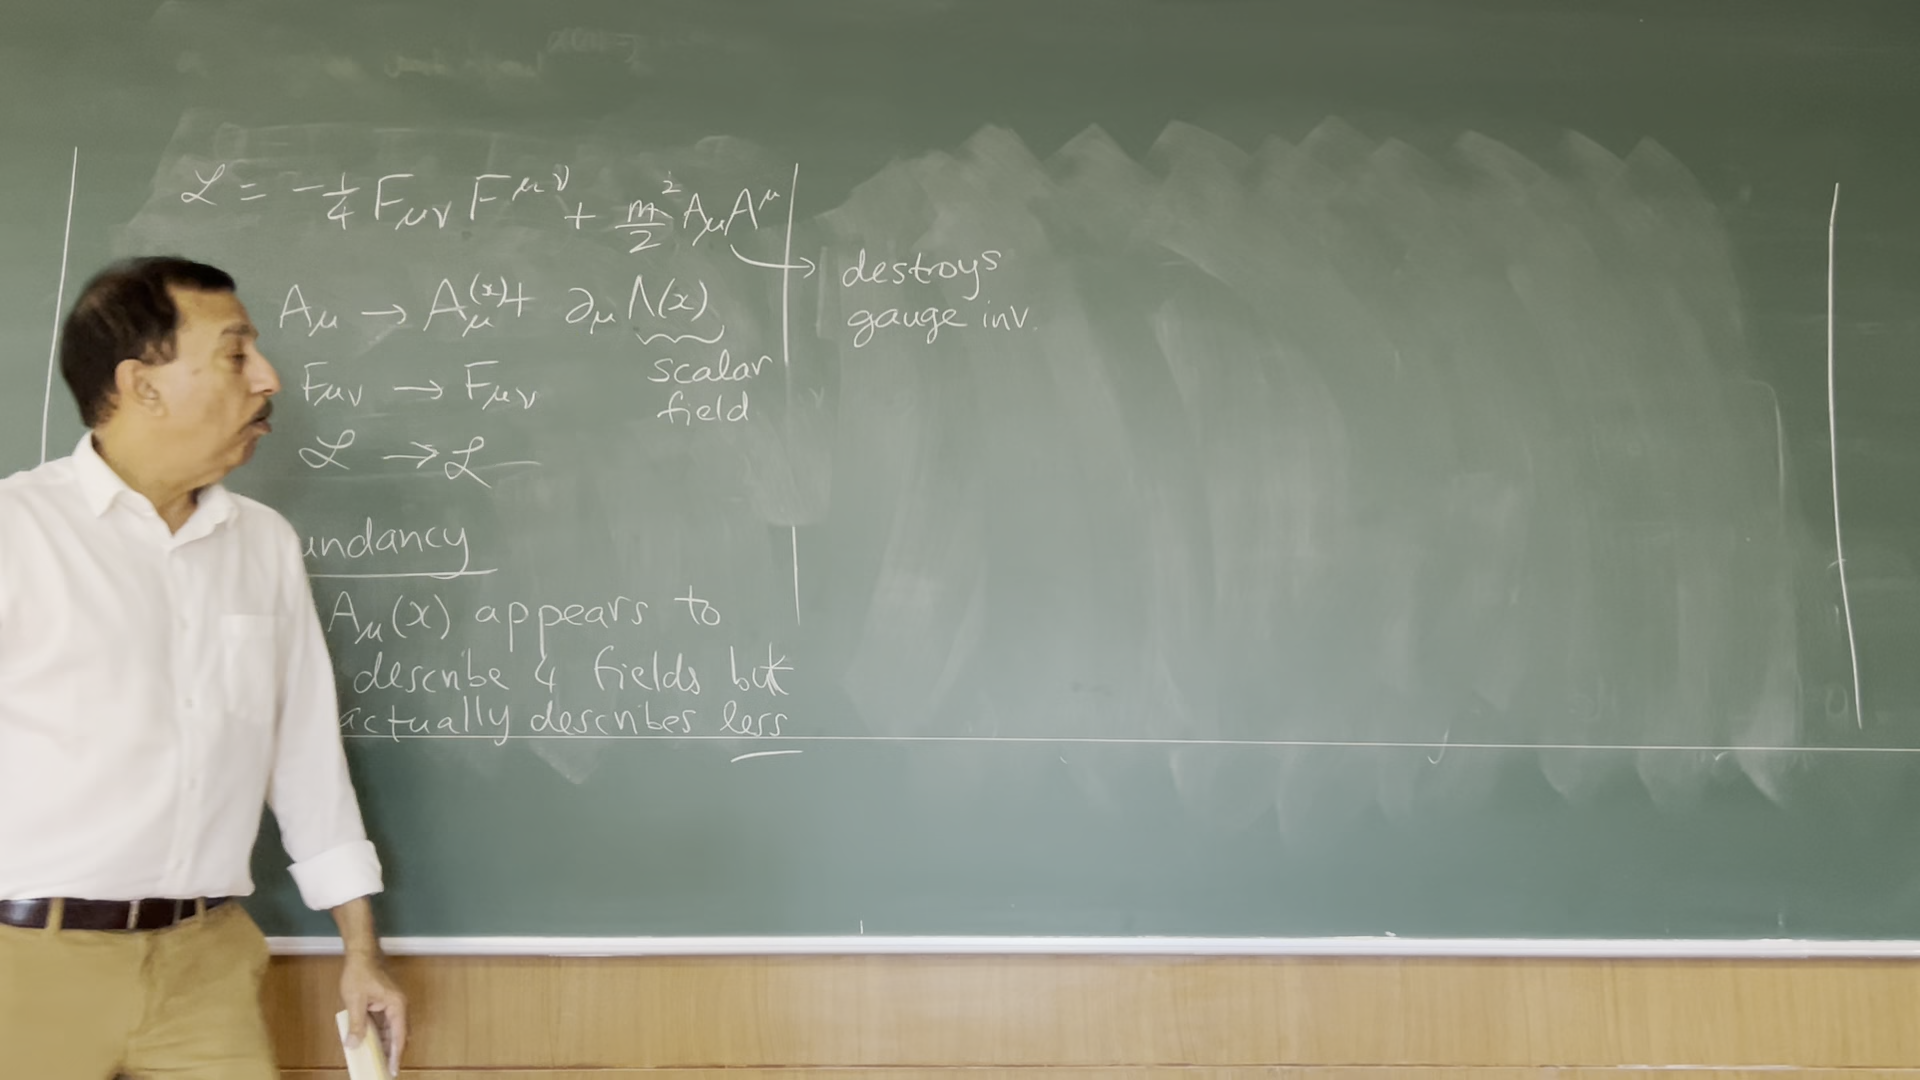 ℒ = -1/4 F_μν F^μν + m²/2 A_μ A^μ
→ destroys
gauge inv.
A_μ → A_μ(x) + ∂_μ Λ(x)
scalar
field
F_μν → F_μν
ℒ → ℒ
undancy
A_μ(x) appears to
describe 4 fields but
actually describes less